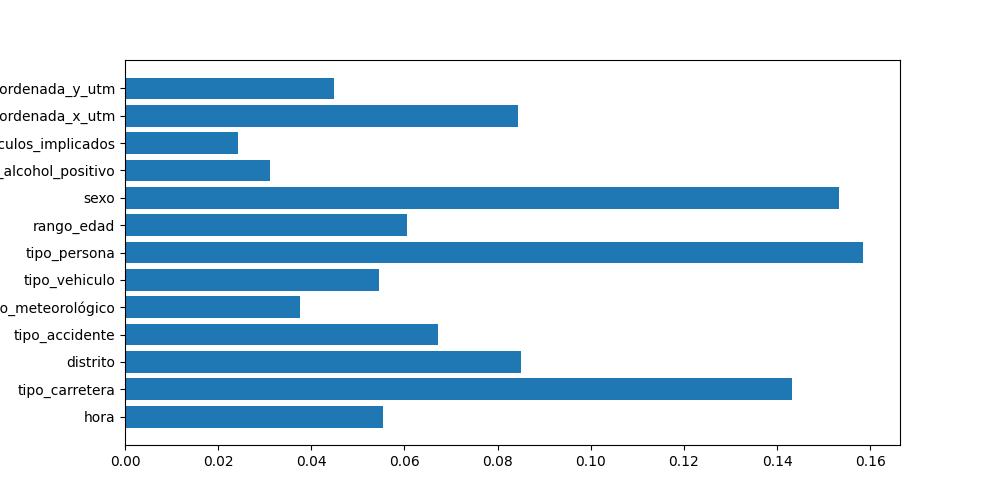 ordenada_y_utm
ordenada_x_utm
culos_implicados
_alcohol_positivo
sexo
rango_edad
tipo_persona
tipo_vehiculo
o_meteorológico
tipo_accidente
distrito
tipo_carretera
hora
0.00 0.02 0.04 0.06 0.08 0.10 0.12 0.14 0.16